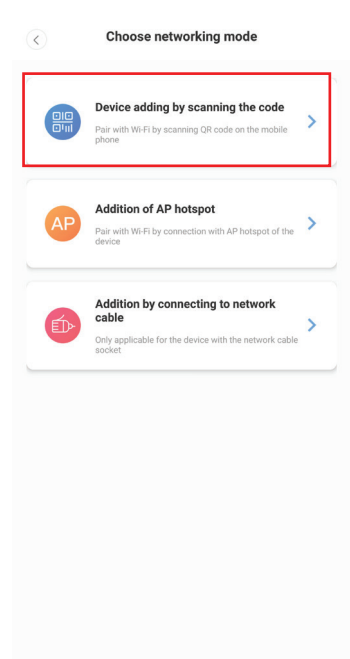 Choose networking mode
Device adding by scanning the code
Pair with Wi-Fi by scanning QR code on the mobile
phone
AP
Addition of AP hotspot
Pair with Wi-Fi by connection with AP hotspot of the
device
Addition by connecting to network
cable
Only applicable for the device with the network cable
socket